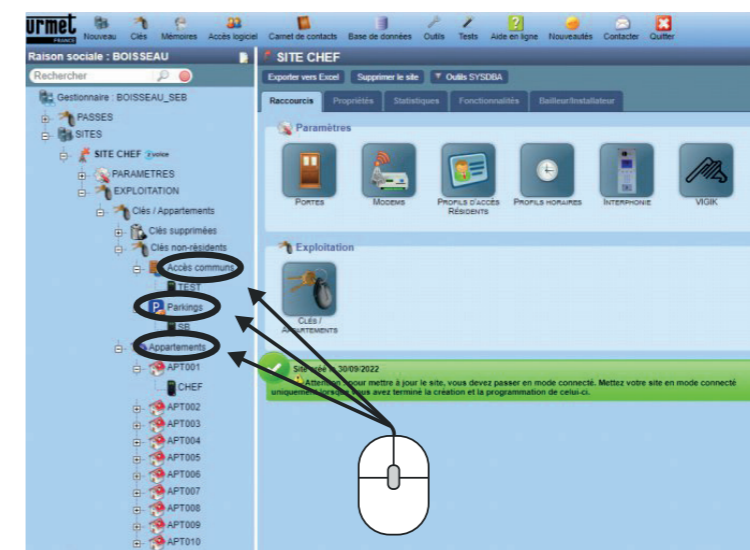 urmet
FRANCE
Nouveau Clés Mémoires Accès logiciel Carnet de contacts Base de données Outils Tests Aide en ligne Nouveautés Contacter Quitter
Raison sociale : BOISSEAU
Rechercher
Gestionnaire : BOISSEAU_SEB
PASSES
SITES
SITE CHEF
PARAMETRES
EXPLOITATION
Clés / Appartements
Clés supprimées
Clés non-résidents
Accès communs
TEST
Parkings
SB
Appartements
APT001
CHEF
APT002
APT003
APT004
APT005
APT006
APT007
APT008
APT009
APT010
SITE CHEF
Exporter vers Excel Supprimer le site Outils SYSDBA
Raccourcis Propriétés Statistiques Fonctionnalités Bailleur/Installateur
Paramètres
PORTES MODEMS PROFILS D'ACCÈS RÉSIDENTS PROFILS HORAIRES INTERPHONIE VIGIK
Exploitation
CLÉS / APPARTEMENTS
Site créé le 30/09/2022
Attention : pour mettre à jour le site, vous devez passer en mode connecté. Mettez votre site en mode connecté
uniquement lorsque vous avez terminé la création et la programmation de celui-ci.